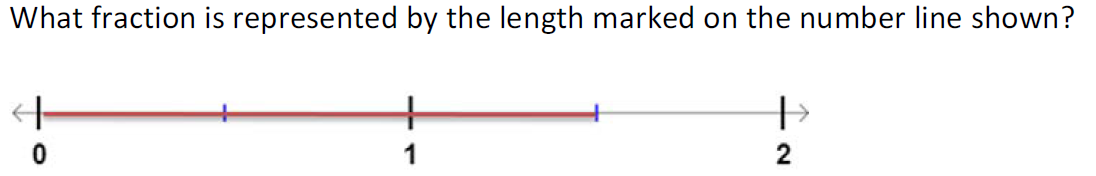 What fraction is represented by the length marked on the number line shown?
0 1 2